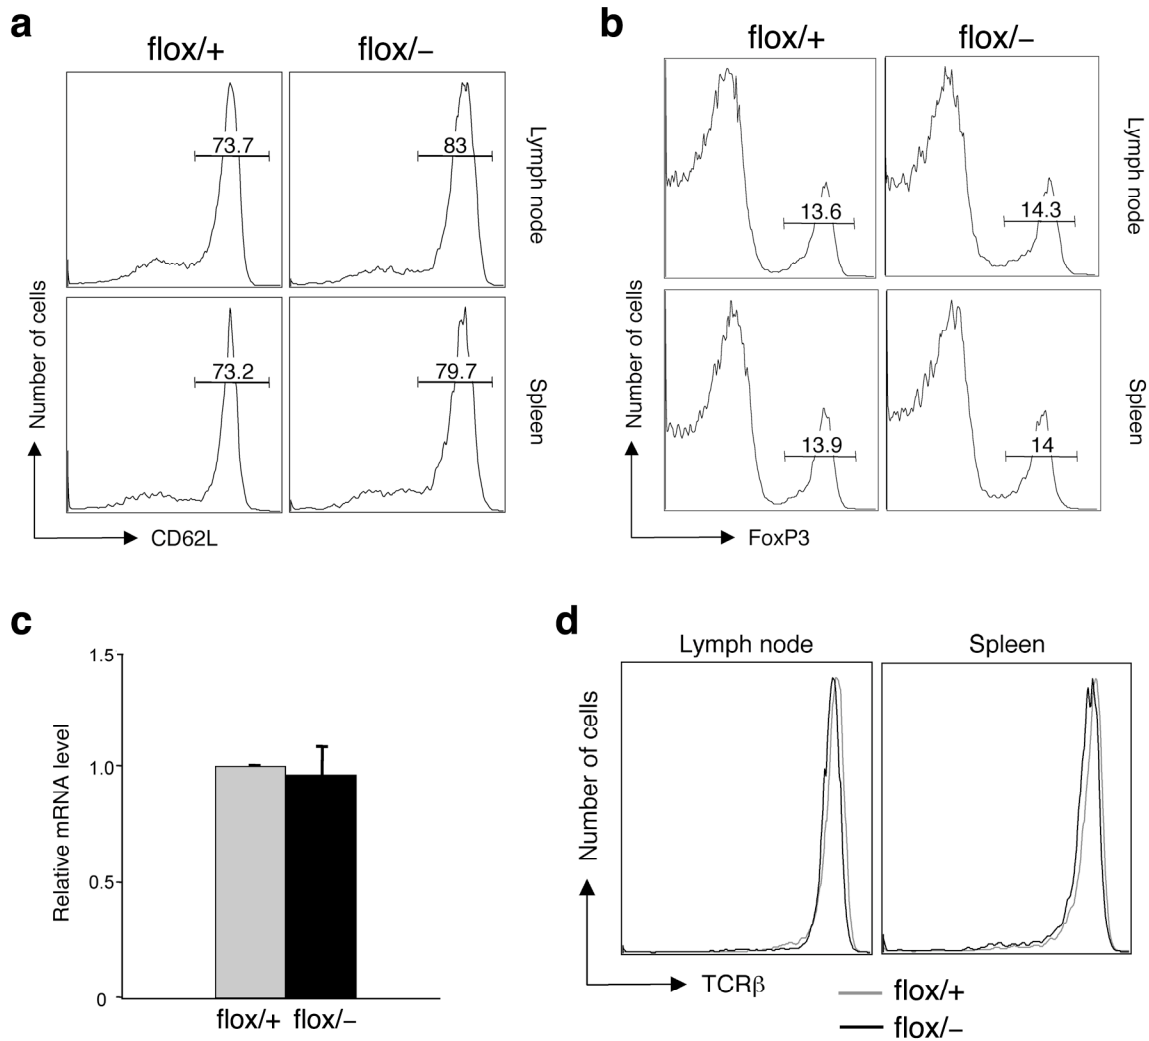 a
flox/+ flox/−
73.7 83
Lymph node
73.2 79.7
Spleen
Number of cells
CD62L
b
flox/+ flox/−
13.6 14.3
Lymph node
13.9 14
Spleen
Number of cells
FoxP3
c
Relative mRNA level
1.5
1.0
0.5
0
flox/+ flox/−
d
Lymph node Spleen
Number of cells
TCRβ
flox/+
flox/−